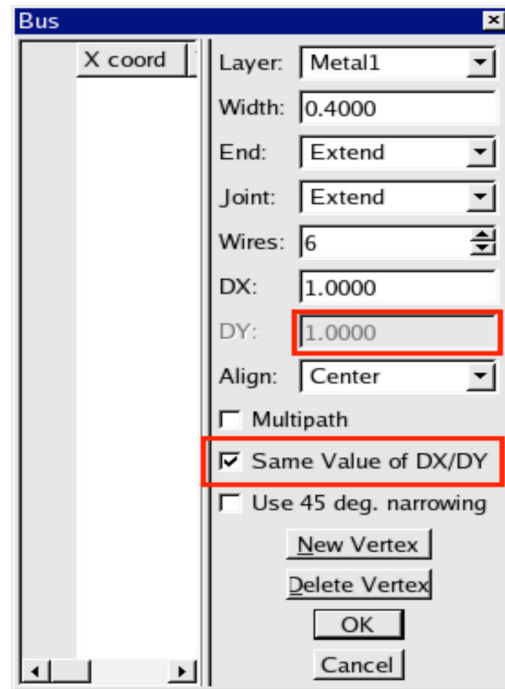 Bus
X coord
Layer: Metal1
Width: 0.4000
End: Extend
Joint: Extend
Wires: 6
DX: 1.0000
DY: 1.0000
Align: Center
Multipath
Same Value of DX/DY
Use 45 deg. narrowing
New Vertex
Delete Vertex
OK
Cancel